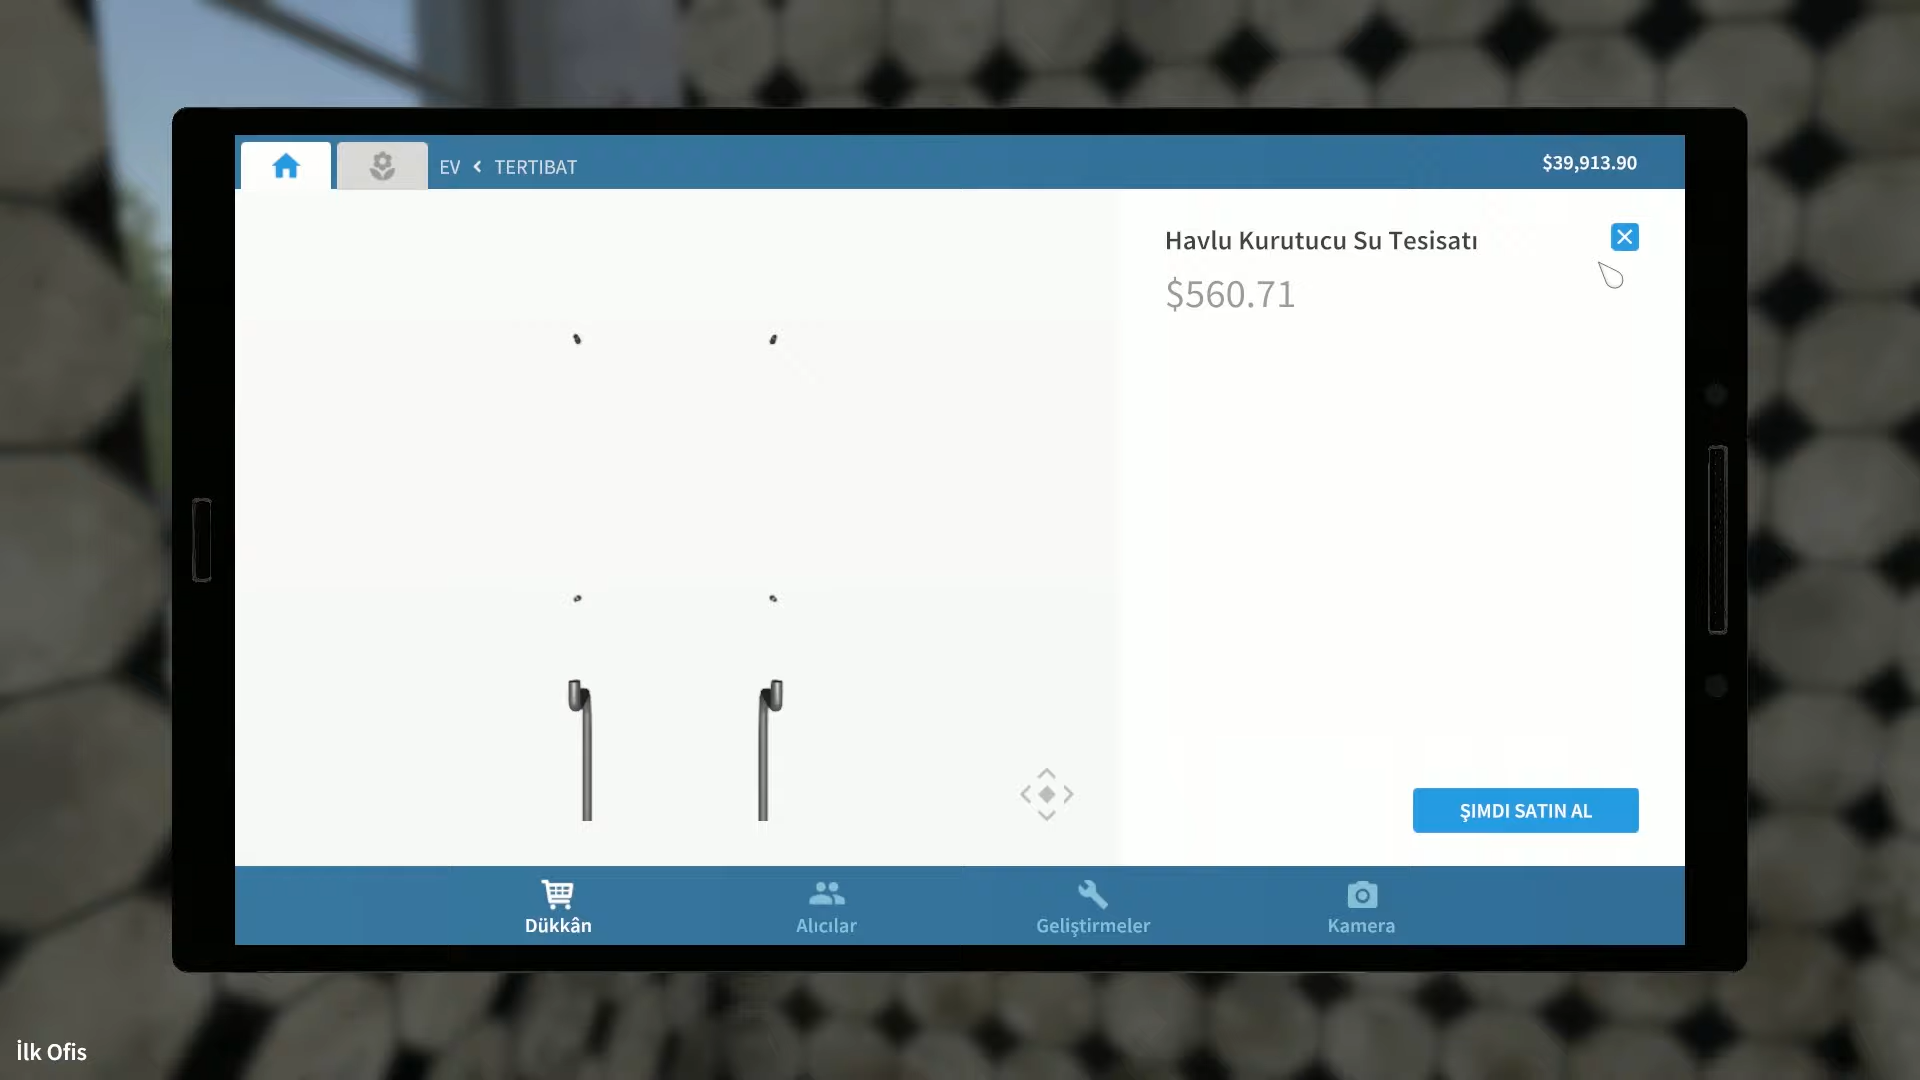 EV < TERTIBAT
$39,913.90
Havlu Kurutucu Su Tesisatı
$560.71
ŞIMDI SATIN AL
Dükkân
Alıcılar
Geliştirmeler
Kamera
İlk Ofis